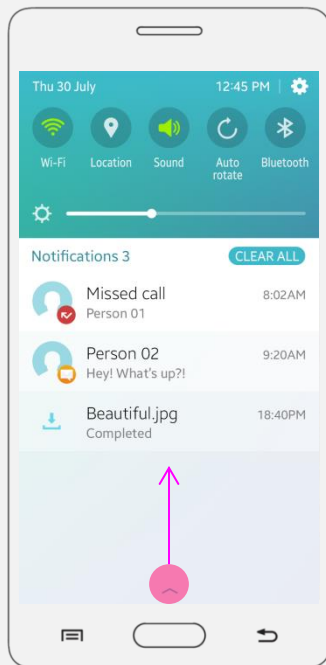 Thu 30 July 12:45 PM
Wi-Fi Location Sound Auto rotate Bluetooth
Notifications 3 CLEAR ALL
Missed call 8:02AM
Person 01
Person 02 9:20AM
Hey! What's up?!
Beautiful.jpg 18:40PM
Completed